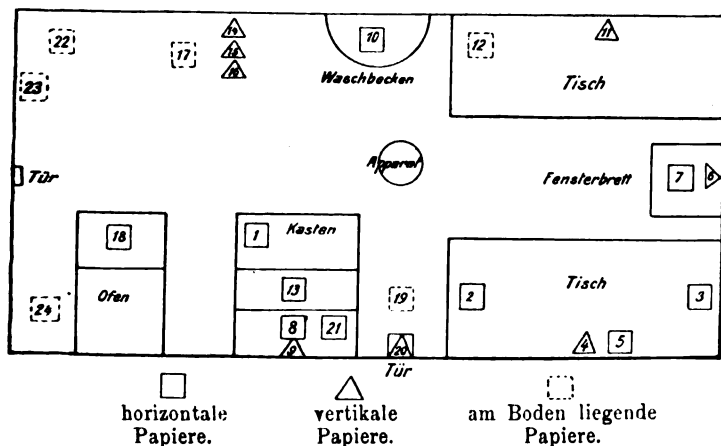 22
17
14
15
16
10
12
11
23
Waschbecken
Tisch
Apparat
Tür
Fensterbrett
7
6
18
1
Kasten
Ofen
13
19
2
Tisch
3
24
8
21
9
20
4
5
Tür
horizontale
Papiere.
vertikale
Papiere.
am Boden liegende
Papiere.